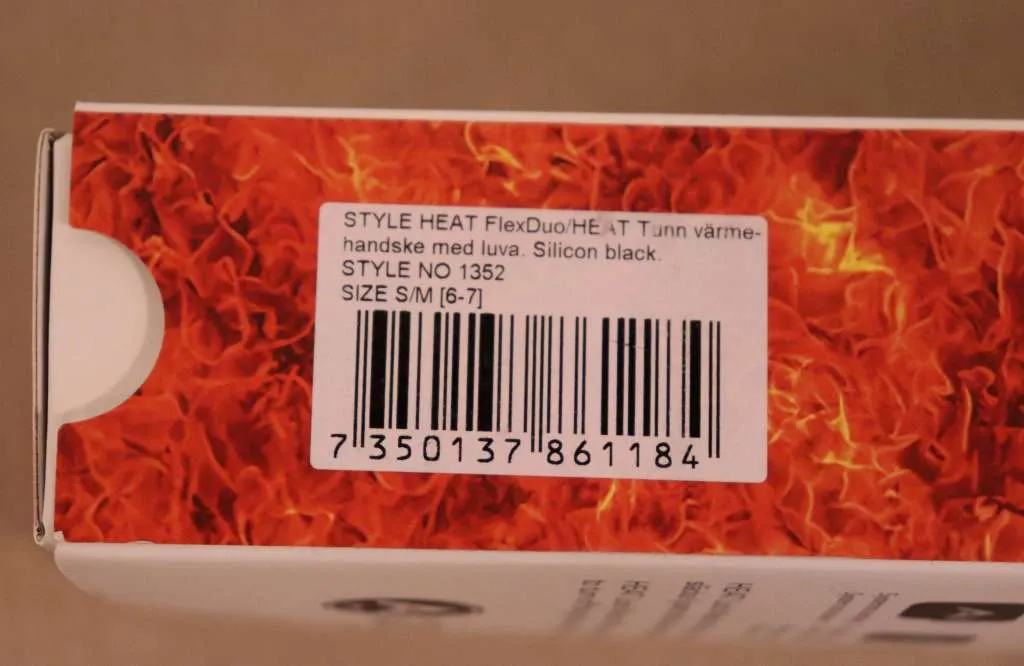 STYLE HEAT FlexDuo/HEAT Tunn värme-
handske med luva. Silicon black.
STYLE NO 1352
SIZE S/M [6-7]
7 350137 861184